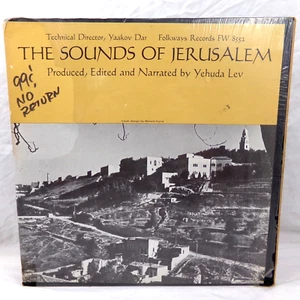 Technical Director, Yaakov Dar Folkways Records FW 8552
THE SOUNDS OF JERUSALEM
Produced, Edited and Narrated by Yehuda Lev
99¢!
NO
RETURN